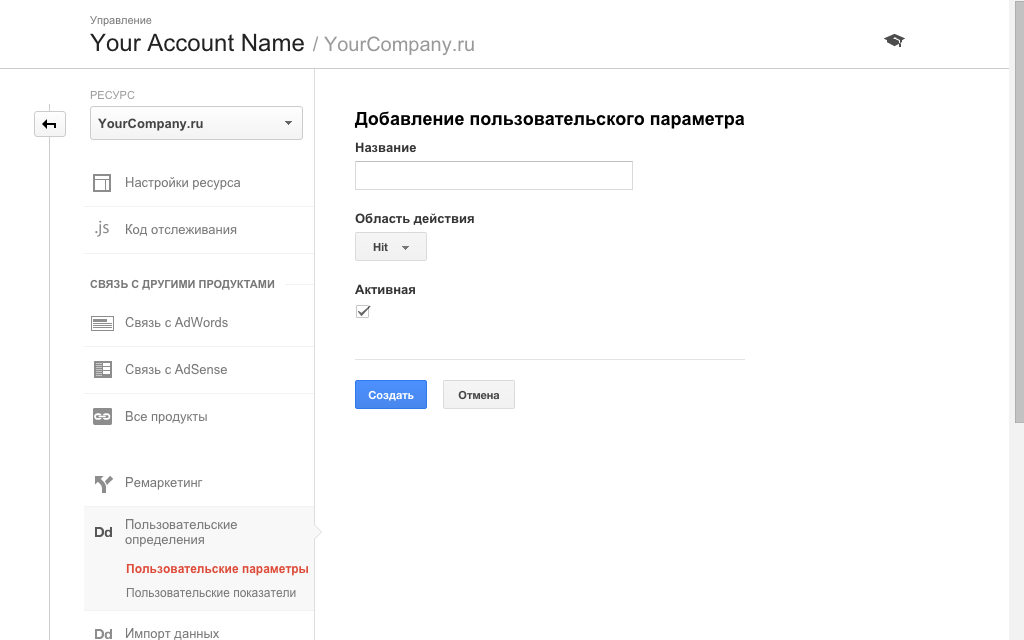 Управление
Your Account Name / YourCompany.ru
РЕСУРС
YourCompany.ru
Настройки ресурса
.js Код отслеживания
СВЯЗЬ С ДРУГИМИ ПРОДУКТАМИ
Связь с AdWords
Связь с AdSense
Все продукты
Ремаркетинг
Dd Пользовательские
определения
Пользовательские параметры
Пользовательские показатели
Dd Импорт данных
Добавление пользовательского параметра
Название
Область действия
Hit
Активная
Создать
Отмена